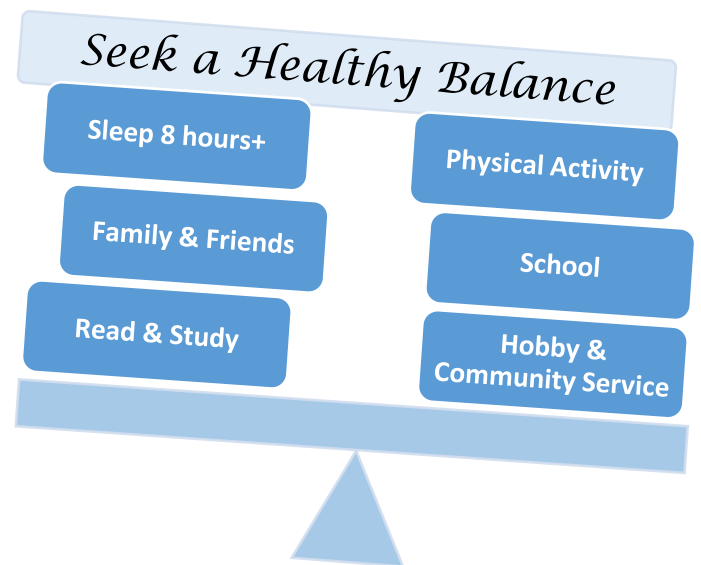 Seek a Healthy Balance
Sleep 8 hours+
Family & Friends
Read & Study
Physical Activity
School
Hobby &
Community Service